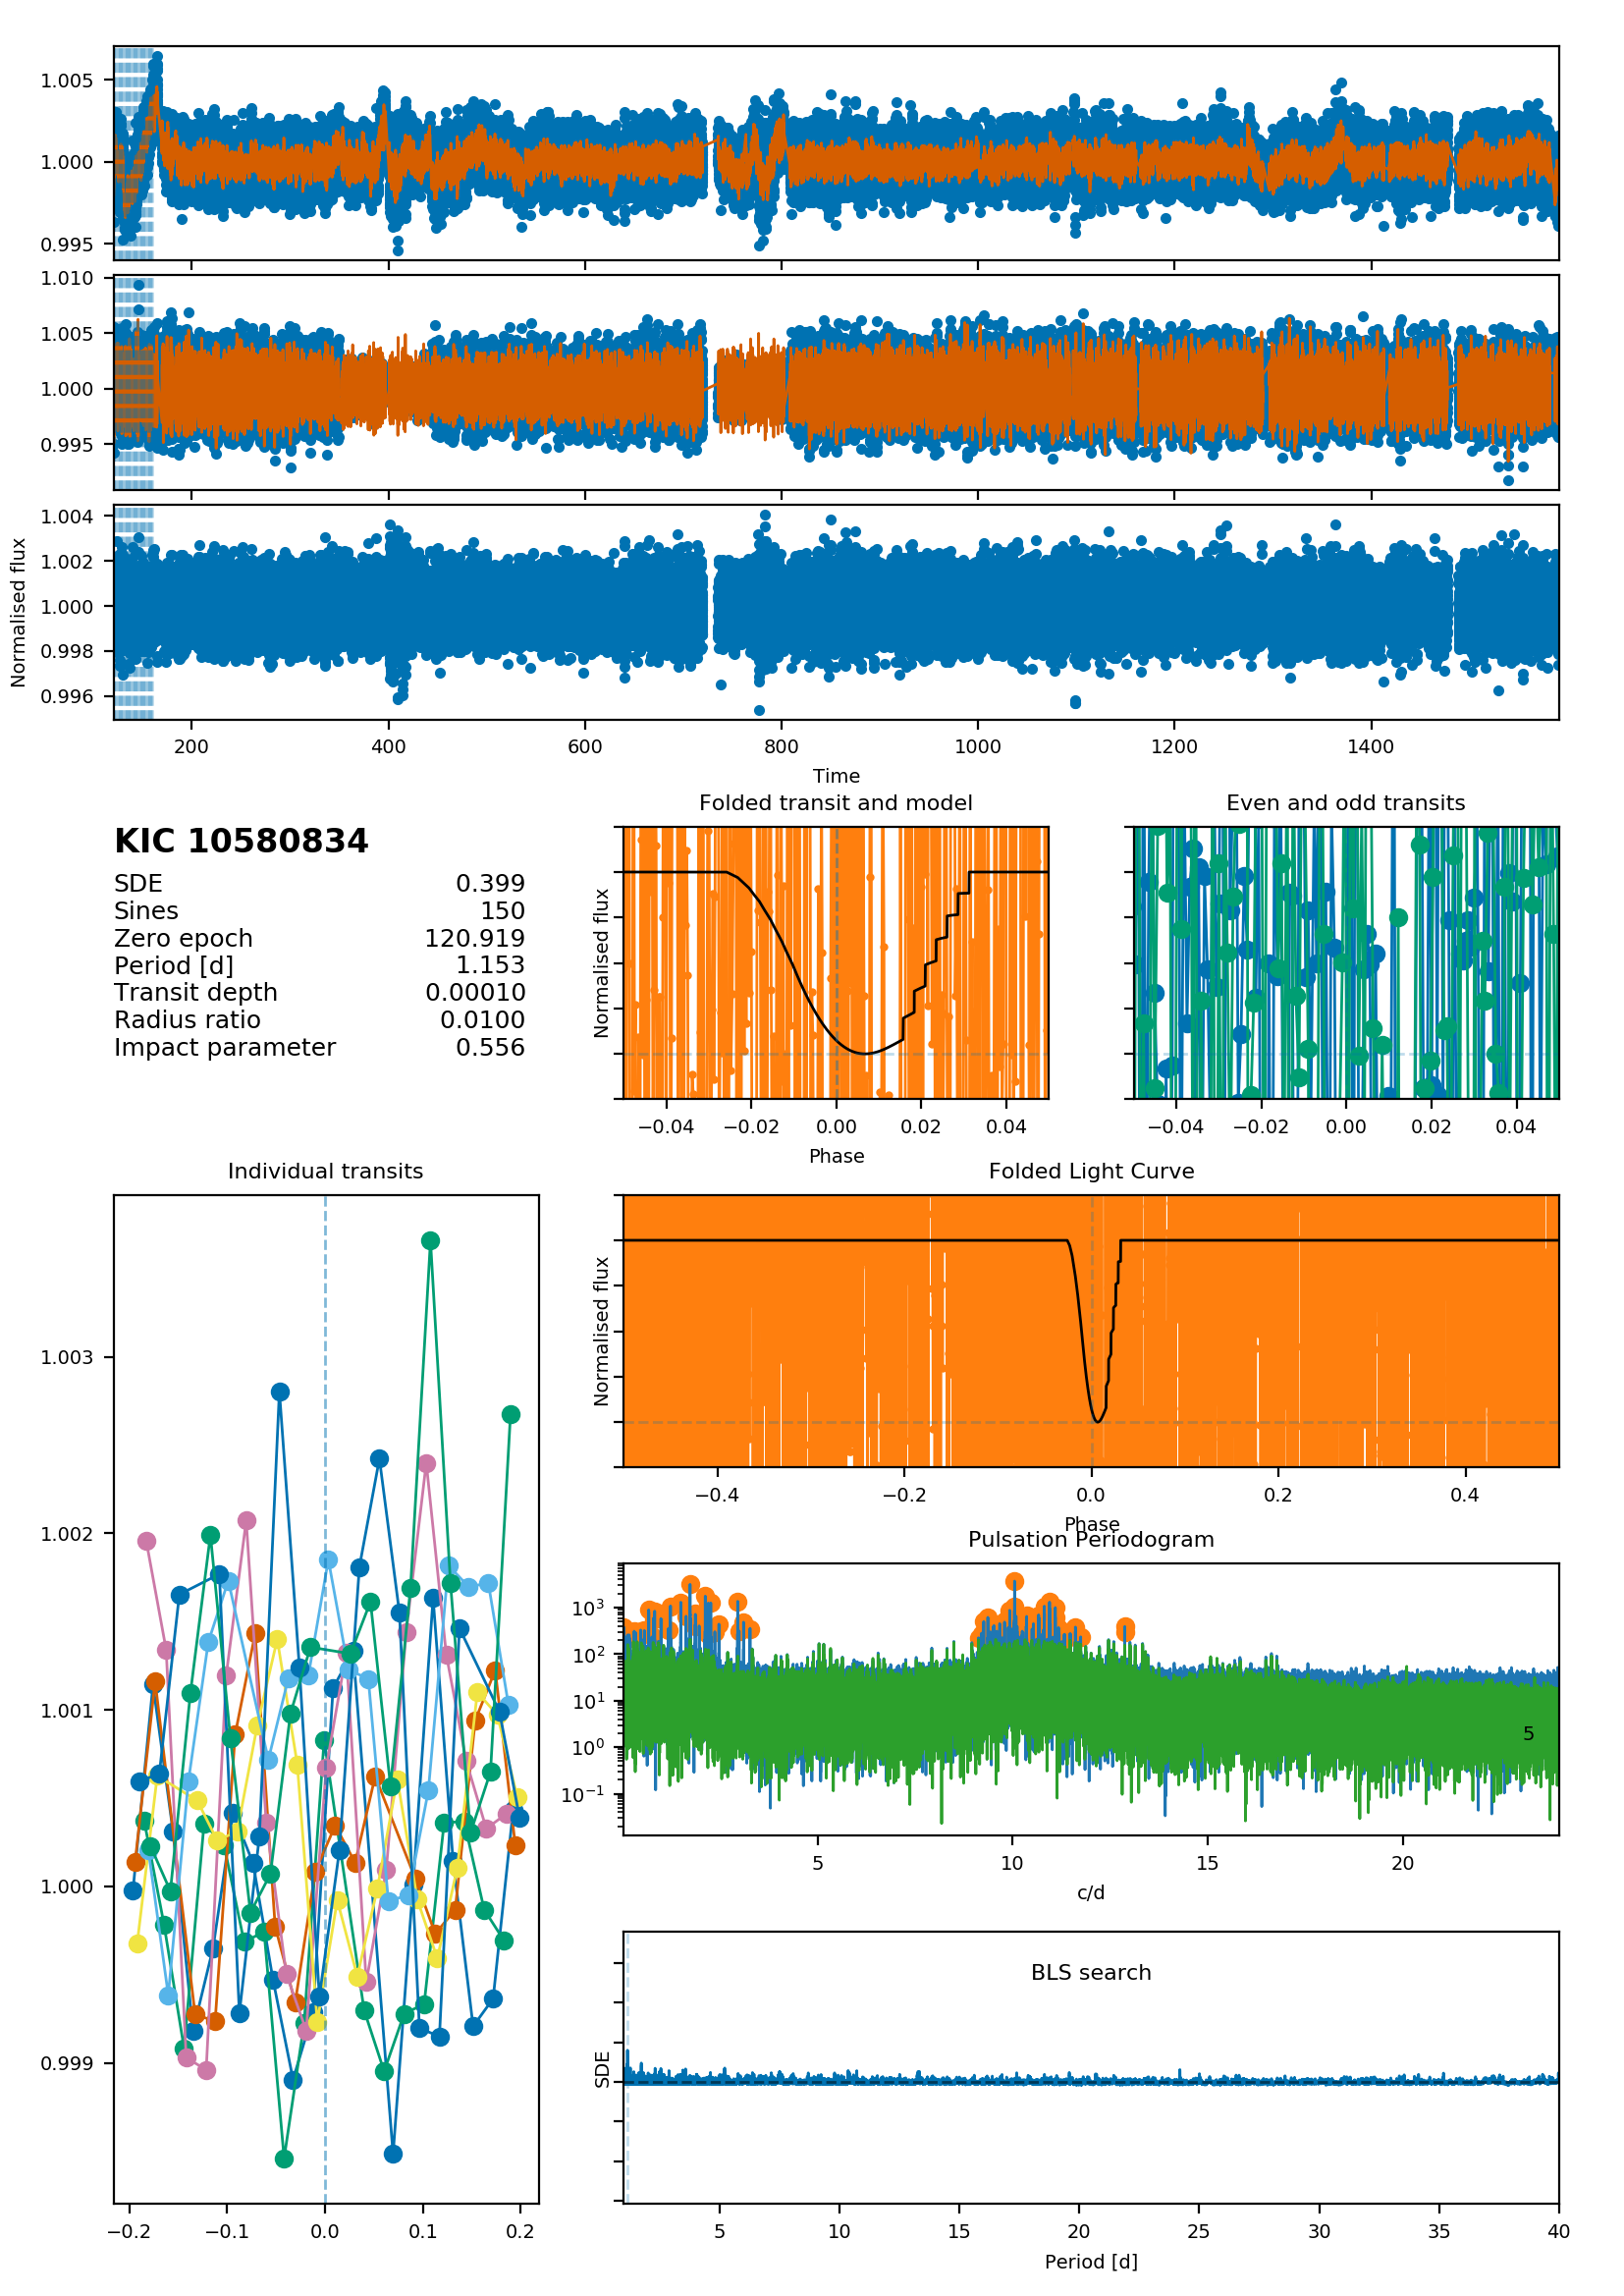 1.005
1.000
0.995
1.010
1.005
1.000
0.995
1.004
1.002
1.000
0.998
0.996
Normalised flux
200 400 600 800 1000 1200 1400
Time
KIC 10580834
SDE 0.399
Sines 150
Zero epoch 120.919
Period [d] 1.153
Transit depth 0.00010
Radius ratio 0.0100
Impact parameter 0.556
Folded transit and model
Normalised flux
−0.04 −0.02 0.00 0.02 0.04
Phase
Even and odd transits
−0.04 −0.02 0.00 0.02 0.04
Individual transits
1.003
1.002
1.001
1.000
0.999
−0.2 −0.1 0.0 0.1 0.2
Folded Light Curve
Normalised flux
−0.4 −0.2 0.0 0.2 0.4
Phase
Pulsation Periodogram
10³
10²
10¹
10⁰
10⁻¹
5
5 10 15 20
c/d
BLS search
SDE
5 10 15 20 25 30 35 40
Period [d]